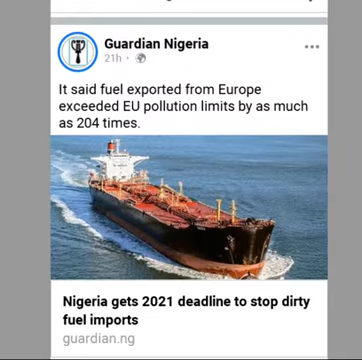 Guardian Nigeria
21h ·
It said fuel exported from Europe
exceeded EU pollution limits by as much
as 204 times.
Nigeria gets 2021 deadline to stop dirty
fuel imports
guardian.ng